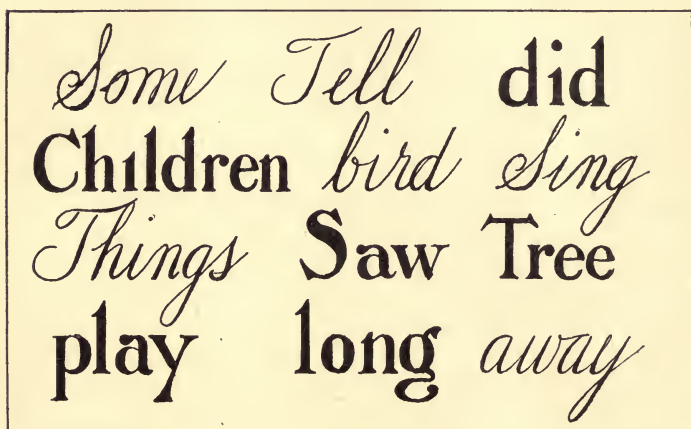 Some Tell did
Children bird Sing
Things Saw Tree
play long away